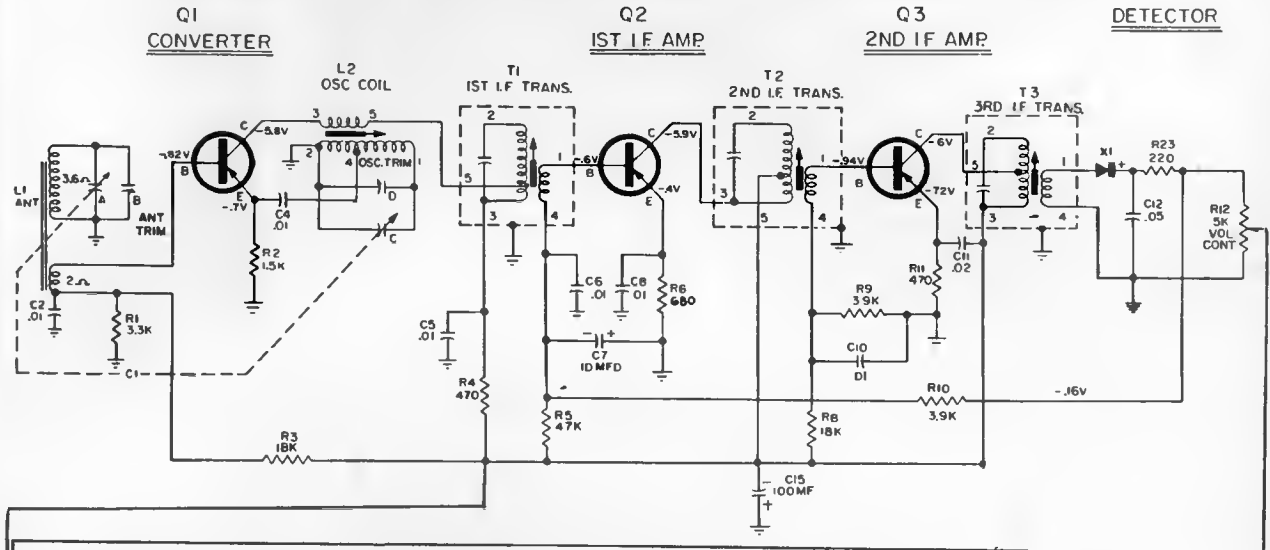 Q1
CONVERTER
Q2
1ST I.F. AMP.
Q3
2ND I F AMP.
DETECTOR
L2
OSC COIL
T1
1ST I.F TRANS.
T2
2ND I.F. TRANS.
T3
3RD I.F TRANS.
3
5
C
-5.8V
2
4
OSC. TRIM
1
-.82V
B
E
-.7V
C4
.01
D
C
L1
ANT
3.6Ω
A
B
ANT
TRIM
2Ω
C2
.01
R1
3.3K
R2
1.5K
C1
R3
18K
2
5
3
1
4
-.6V
B
C
-5.9V
-.4V
E
C5
.01
R4
470
C6
.01
C8
01
R6
680
C7
10 MFD
R5
47K
2
3
5
1
4
-.94V
B
C
-6V
-.72V
E
R9
3.9K
C10
D1
R11
470
C11
.02
R8
18K
R10
3.9K
-.16V
C15
100MF
2
5
3
1
4
X1
+
R23
220
C12
.05
R12
5K
VOL
CONT